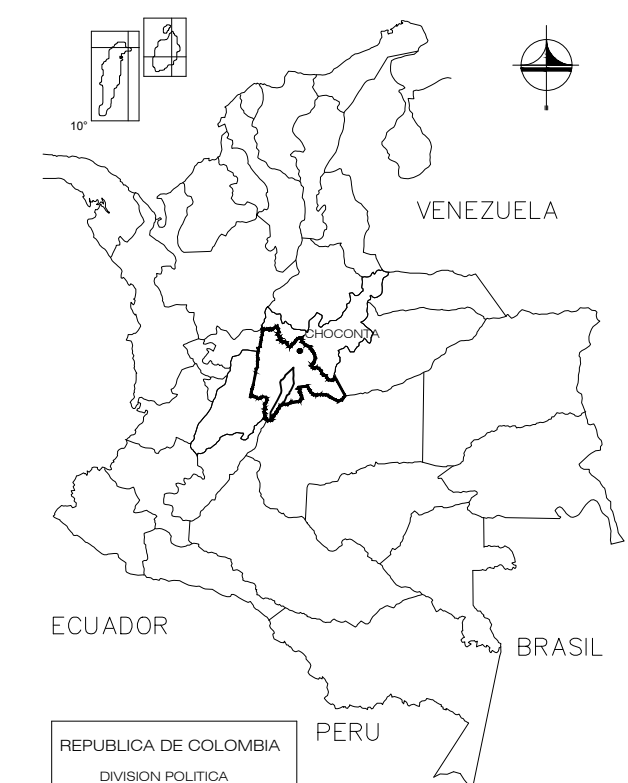 10°
VENEZUELA
CHOCONTA
ECUADOR
BRASIL
PERU
REPUBLICA DE COLOMBIA
DIVISION POLITICA